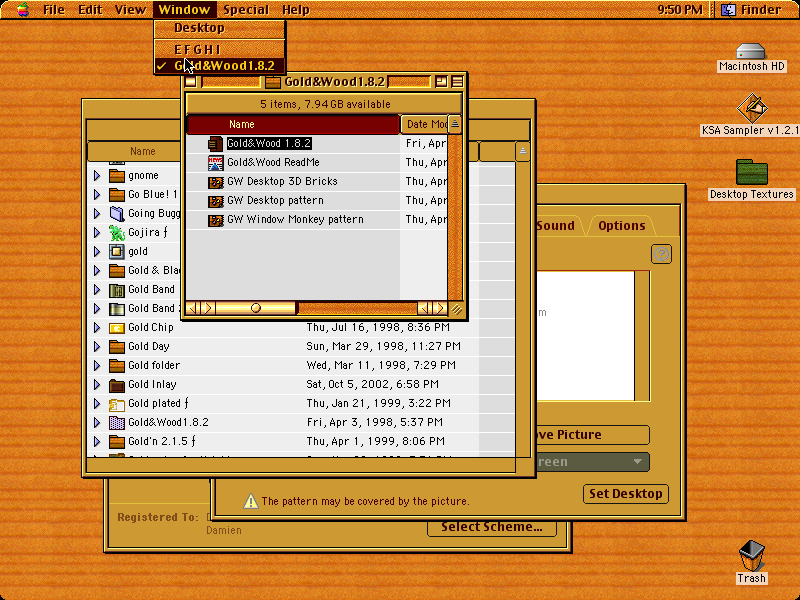 File Edit View Window Special Help 9:50 PM Finder
Desktop
E F G H I
Gold&Wood1.8.2
Gold&Wood1.8.2
5 items, 7.94GB available
Name Date Mod
Gold&Wood 1.8.2 Fri, Apr
Gold&Wood ReadMe Thu, Apr
GW Desktop 3D Bricks Thu, Apr
GW Desktop pattern Thu, Apr
GW Window Monkey pattern Thu, Apr
Name
gnome
Go Blue! 1
Going Bugg
Gojira ƒ
gold
Gold & Bla
Gold Band
Gold Band
Gold Chip Thu, Jul 16, 1998, 8:36 PM
Gold Day Sun, Mar 29, 1998, 11:27 PM
Gold folder Wed, Mar 11, 1998, 7:29 PM
Gold Inlay Sat, Oct 5, 2002, 6:58 PM
Gold plated ƒ Thu, Jan 21, 1999, 3:22 PM
Gold&Wood1.8.2 Fri, Apr 3, 1998, 5:37 PM
Gold'n 2.1.5 ƒ Thu, Apr 1, 1999, 8:06 PM
Sound Options
?
m
ove Picture
reen
Set Desktop
The pattern may be covered by the picture.
Registered To:
Damien
Select Scheme...
Macintosh HD
KSA Sampler v1.2.1
Desktop Textures
Trash